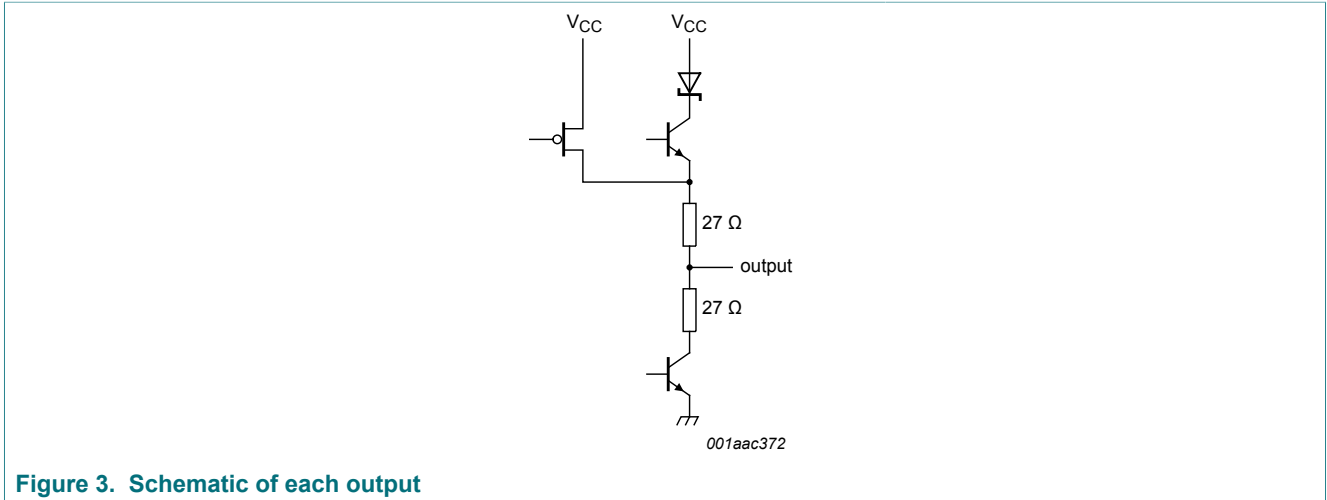 VCC VCC
27 Ω
output
27 Ω
001aac372
Figure 3. Schematic of each output